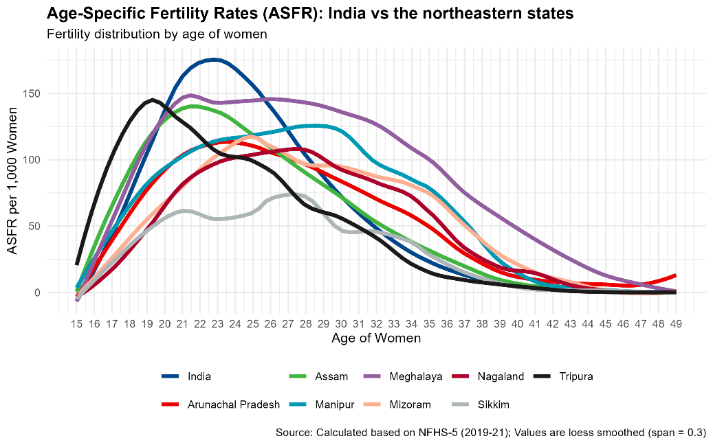 Age-Specific Fertility Rates (ASFR): India vs the northeastern states
Fertility distribution by age of women
ASFR per 1,000 Women
150
100
50
0
15 16 17 18 19 20 21 22 23 24 25 26 27 28 29 30 31 32 33 34 35 36 37 38 39 40 41 42 43 44 45 46 47 48 49
Age of Women
India Assam Meghalaya Nagaland Tripura
Arunachal Pradesh Manipur Mizoram Sikkim
Source: Calculated based on NFHS-5 (2019-21); Values are loess smoothed (span = 0.3)